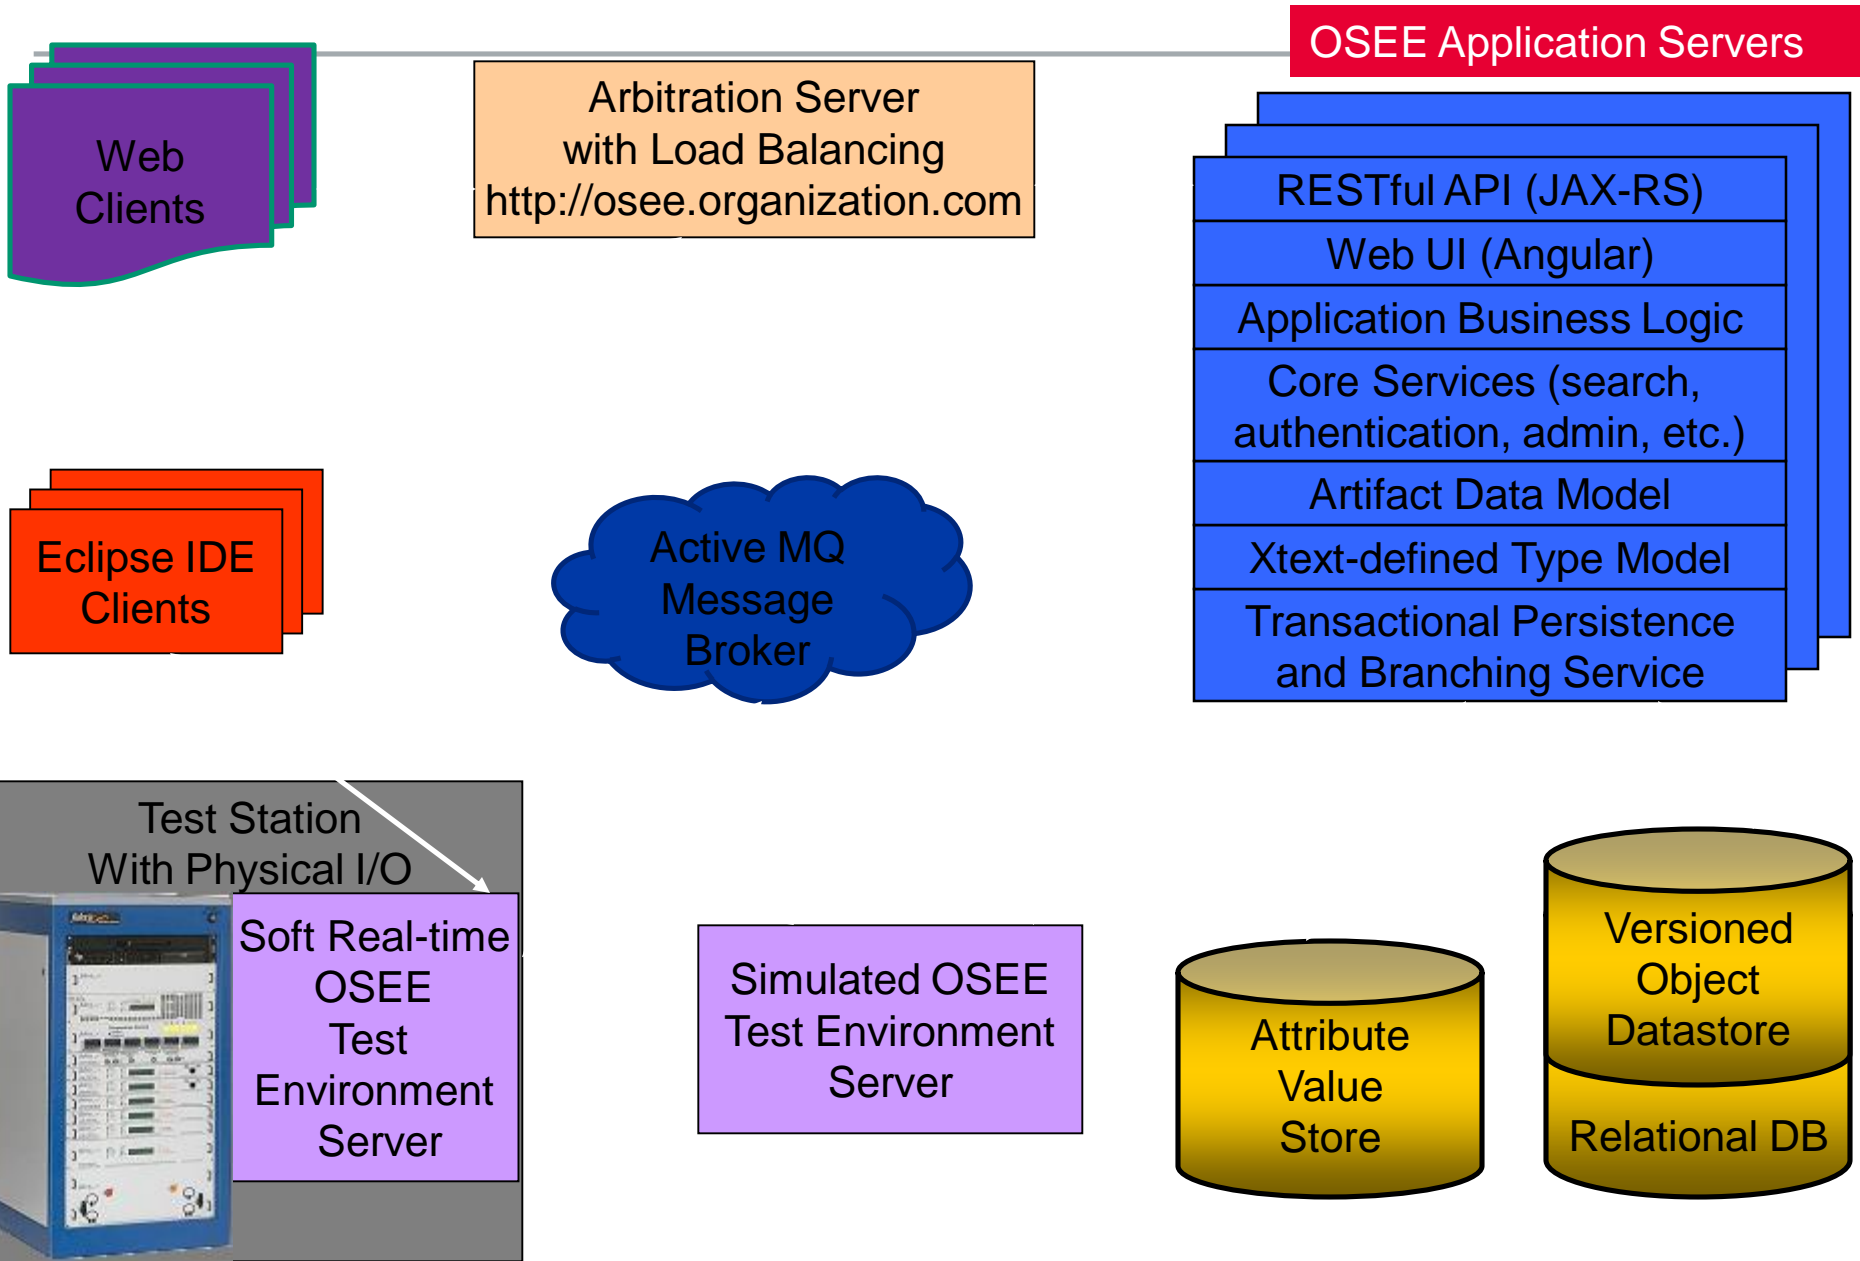 OSEE Application Servers
Web
Clients
Arbitration Server
with Load Balancing
http://osee.organization.com
RESTful API (JAX-RS)
Web UI (Angular)
Application Business Logic
Core Services (search,
authentication, admin, etc.)
Artifact Data Model
Xtext-defined Type Model
Transactional Persistence
and Branching Service
Eclipse IDE
Clients
Active MQ
Message
Broker
Test Station
With Physical I/O
Soft Real-time
OSEE
Test
Environment
Server
Simulated OSEE
Test Environment
Server
Attribute
Value
Store
Versioned
Object
Datastore
Relational DB